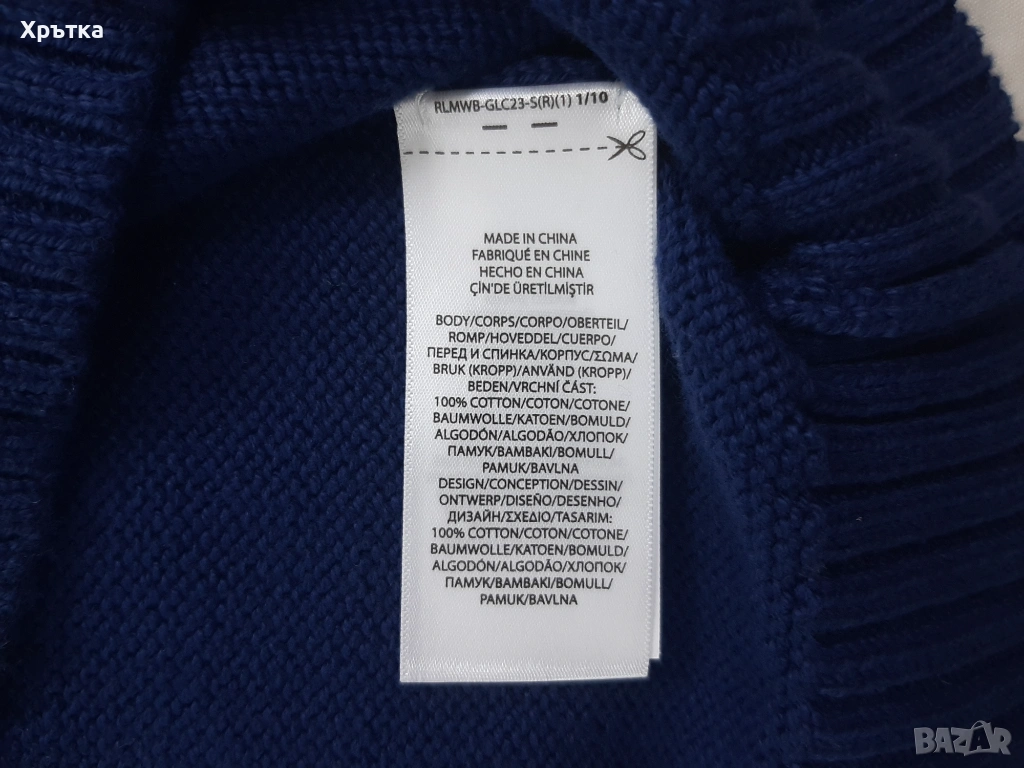 Хрътка
RLMWB-GLC23-S(R)(1) 1/10
MADE IN CHINA
FABRIQUÉ EN CHINE
HECHO EN CHINA
ÇİN'DE ÜRETİLMİŞTİR
BODY/CORPS/CORPO/OBERTEIL/
ROMP/HOVEDDEL/CUERPO/
ПЕРЕД И СПИНКА/КОРПУС/ΣΩΜΑ/
BRUK (KROPP)/ANVÄND (KROPP)/
BEDEN/VRCHNÍ ČÁST:
100% COTTON/COTON/COTONE/
BAUMWOLLE/KATOEN/BOMULD/
ALGODÓN/ALGODÃO/ХЛОПОК/
ПАМУК/ΒΑΜΒΑΚΙ/BOMULL/
PAMUK/BAVLNA
DESIGN/CONCEPTION/DESSIN/
ONTWERP/DISEÑO/DESENHO/
ДИЗАЙН/ΣΧΕΔΙΟ/TASARIM:
100% COTTON/COTON/COTONE/
BAUMWOLLE/KATOEN/BOMULD/
ALGODÓN/ALGODÃO/ХЛОПОК/
ПАМУК/ΒΑΜΒΑΚΙ/BOMULL/
PAMUK/BAVLNA
BAZAR